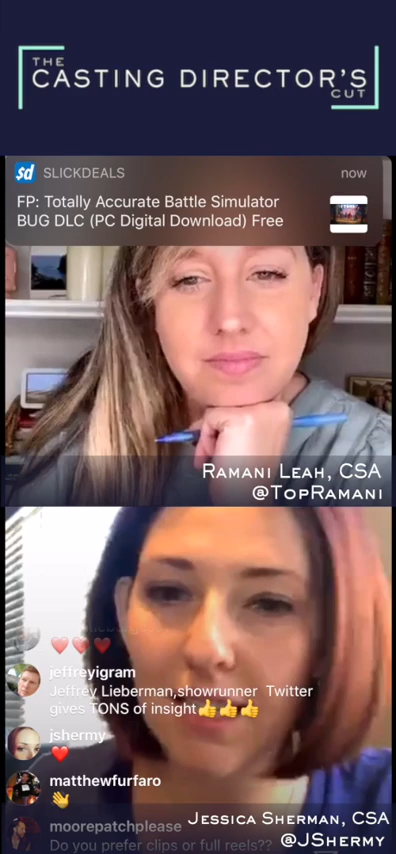 THE
CASTING DIRECTOR'S
CUT
SLICKDEALS
now
FP: Totally Accurate Battle Simulator
BUG DLC (PC Digital Download) Free
RAMANI LEAH, CSA
@TOPRAMANI
❤️❤️❤️
jeffreyigram
Jeffrey Lieberman,showrunner Twitter
gives TONS of insight👍👍👍
jshermy
❤️
matthewfurfaro
👋
JESSICA SHERMAN, CSA
moorepatchplease
@JSHERMY
Do you prefer clips or full reels??